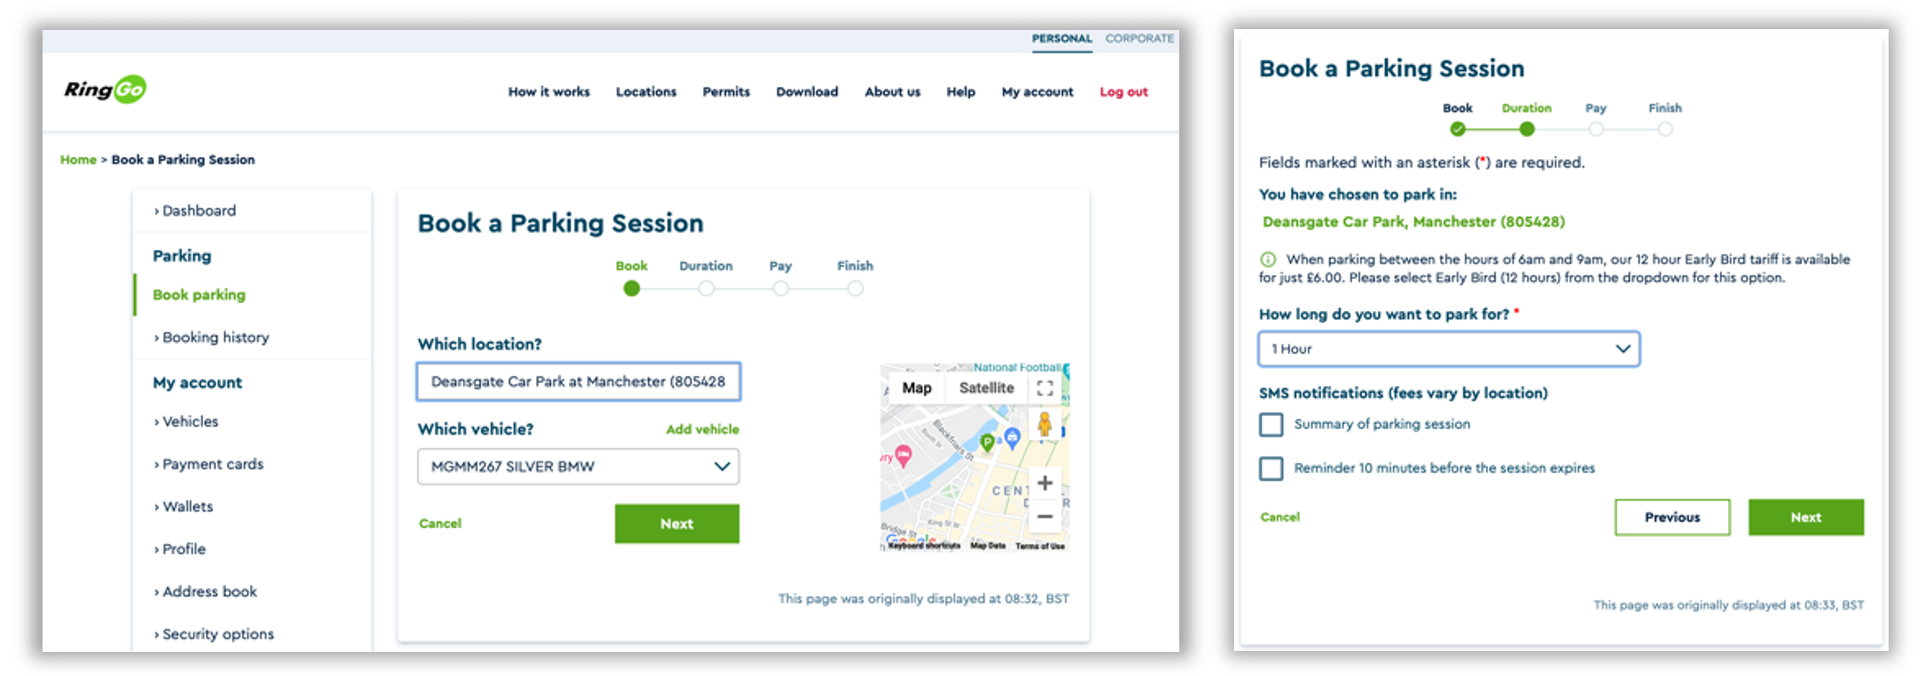 PERSONAL CORPORATE
RingGo
How it works Locations Permits Download About us Help My account Log out
Home > Book a Parking Session
› Dashboard
Parking
Book parking
› Booking history
My account
› Vehicles
› Payment cards
› Wallets
› Profile
› Address book
› Security options
Book a Parking Session
Book Duration Pay Finish
Which location?
Deansgate Car Park at Manchester (805428
Which vehicle? Add vehicle
MGMM267 SILVER BMW
Cancel Next
National Football
Map Satellite
Blackfriars St
ury
P
CENT
King St W
Bridge St
Google
Keyboard shortcuts Map Data Terms of Use
This page was originally displayed at 08:32, BST
Book a Parking Session
Book Duration Pay Finish
Fields marked with an asterisk (*) are required.
You have chosen to park in:
Deansgate Car Park, Manchester (805428)
When parking between the hours of 6am and 9am, our 12 hour Early Bird tariff is available
for just £6.00. Please select Early Bird (12 hours) from the dropdown for this option.
How long do you want to park for? *
1 Hour
SMS notifications (fees vary by location)
Summary of parking session
Reminder 10 minutes before the session expires
Cancel Previous Next
This page was originally displayed at 08:33, BST